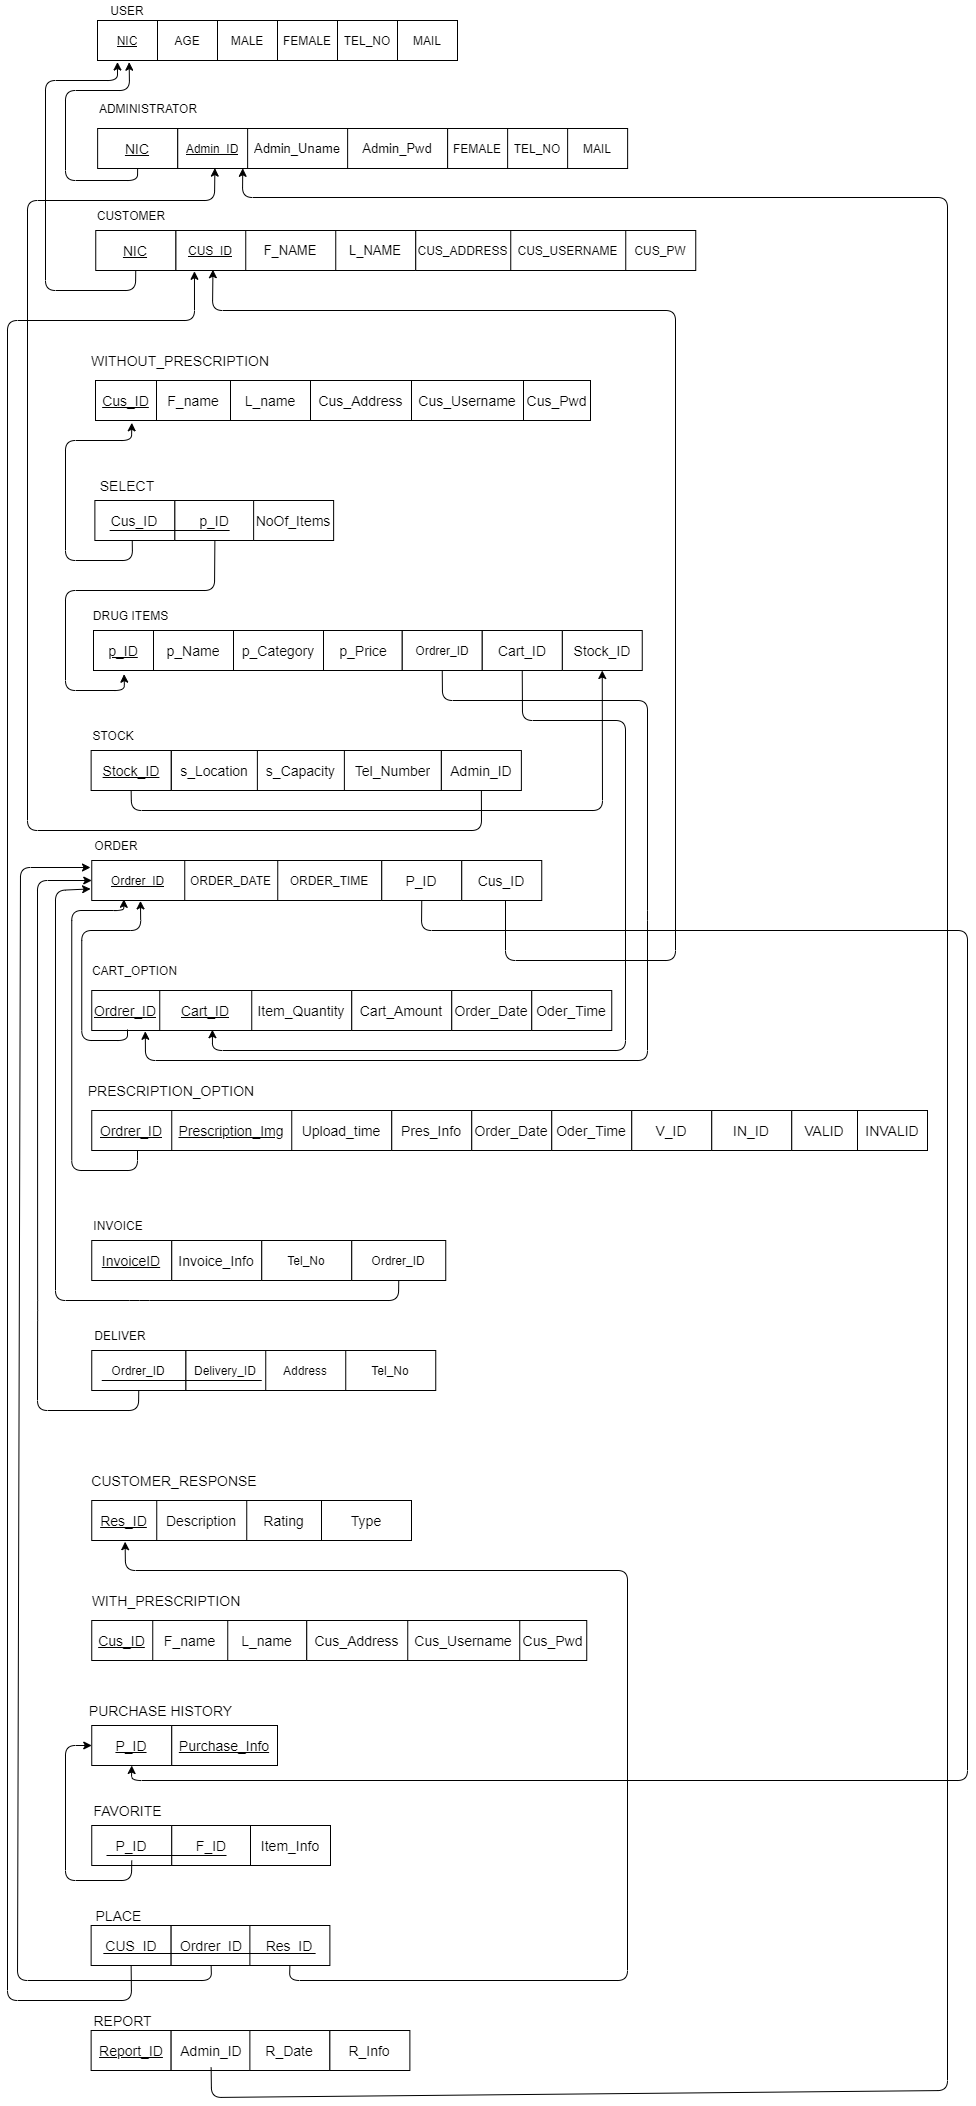 USER
NIC AGE MALE FEMALE TEL_NO MAIL
ADMINISTRATOR
NIC Admin_ID Admin_Uname Admin_Pwd FEMALE TEL_NO MAIL
CUSTOMER
NIC CUS_ID F_NAME L_NAME CUS_ADDRESS CUS_USERNAME CUS_PW
WITHOUT_PRESCRIPTION
Cus_ID F_name L_name Cus_Address Cus_Username Cus_Pwd
SELECT
Cus_ID p_ID NoOf_Items
DRUG ITEMS
p_ID p_Name p_Category p_Price Ordrer_ID Cart_ID Stock_ID
STOCK
Stock_ID s_Location s_Capacity Tel_Number Admin_ID
ORDER
Ordrer_ID ORDER_DATE ORDER_TIME P_ID Cus_ID
CART_OPTION
Ordrer_ID Cart_ID Item_Quantity Cart_Amount Order_Date Oder_Time
PRESCRIPTION_OPTION
Ordrer_ID Prescription_Img Upload_time Pres_Info Order_Date Oder_Time V_ID IN_ID VALID INVALID
INVOICE
InvoiceID Invoice_Info Tel_No Ordrer_ID
DELIVER
Ordrer_ID Delivery_ID Address Tel_No
CUSTOMER_RESPONSE
Res_ID Description Rating Type
WITH_PRESCRIPTION
Cus_ID F_name L_name Cus_Address Cus_Username Cus_Pwd
PURCHASE HISTORY
P_ID Purchase_Info
FAVORITE
P_ID F_ID Item_Info
PLACE
CUS_ID Ordrer_ID Res_ID
REPORT
Report_ID Admin_ID R_Date R_Info